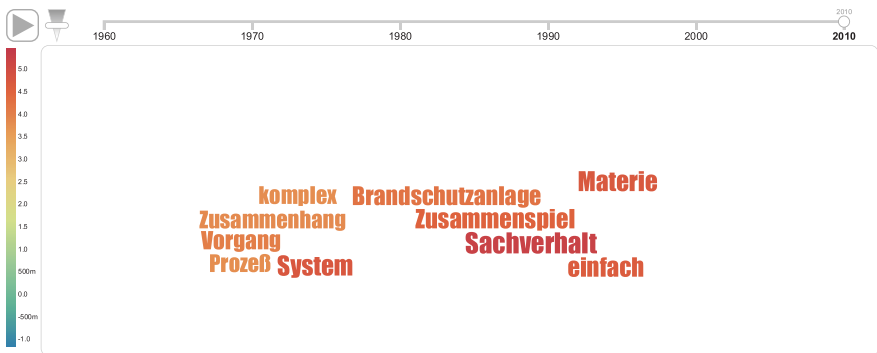 2010
1960 1970 1980 1990 2000 2010
5.0
4.5
4.0
3.5
3.0
2.5
2.0
1.5
1.0
500m
0.0
-500m
-1.0
Materie
komplex Brandschutzanlage
Zusammenhang Zusammenspiel
Vorgang Sachverhalt
Prozeß System einfach